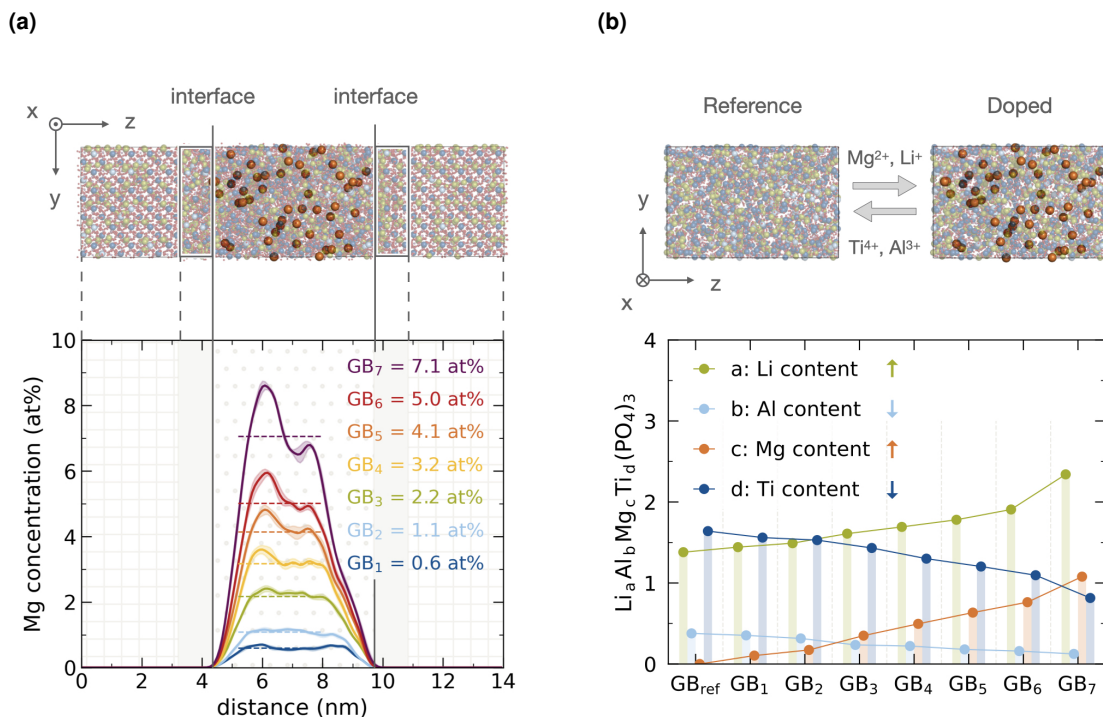 (a)
interface interface
x
z
y
10
8
6
4
2
0
Mg concentration (at%)
GB₇ = 7.1 at%
GB₆ = 5.0 at%
GB₅ = 4.1 at%
GB₄ = 3.2 at%
GB₃ = 2.2 at%
GB₂ = 1.1 at%
GB₁ = 0.6 at%
0 2 4 6 8 10 12 14
distance (nm)
(b)
Reference Doped
Mg²⁺, Li⁺
Ti⁴⁺, Al³⁺
y
x
z
4
3
2
1
0
LiₐAl_bMg_cTi_d(PO₄)₃
a: Li content ↑
b: Al content ↓
c: Mg content ↑
d: Ti content ↓
GB_ref GB₁ GB₂ GB₃ GB₄ GB₅ GB₆ GB₇